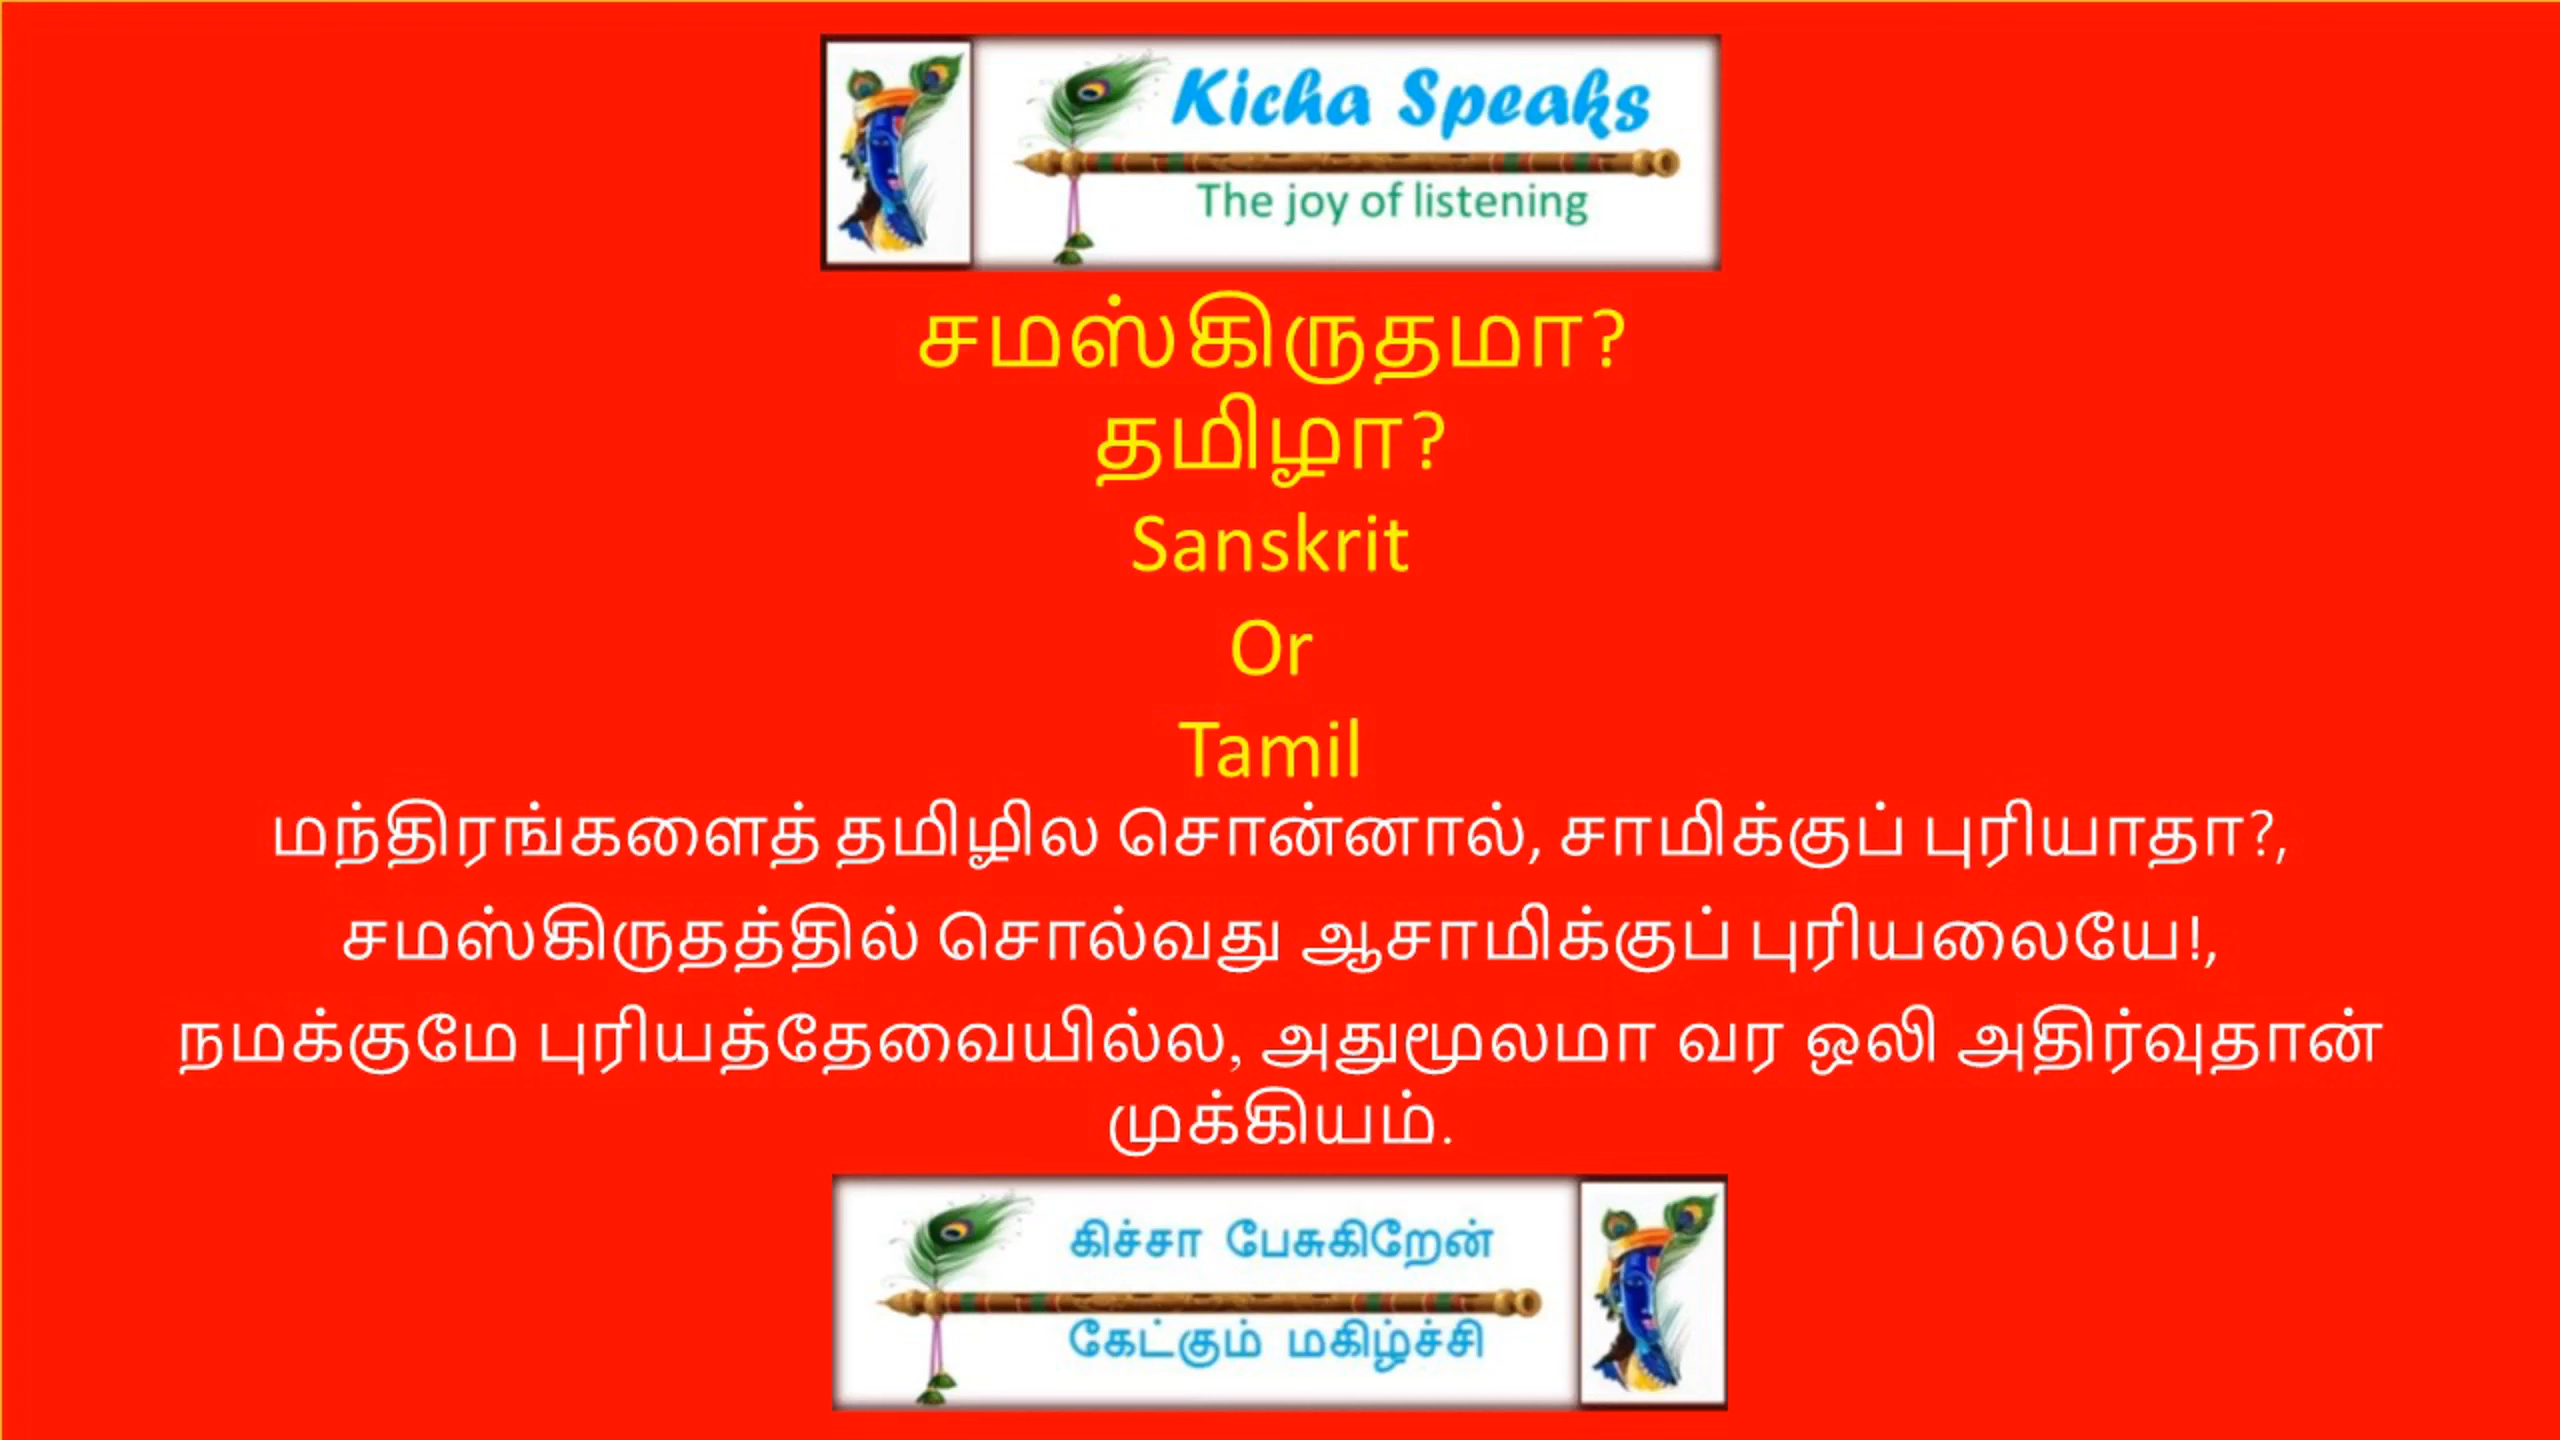 Kicha Speaks
The joy of listening
சமஸ்கிருதமா?
தமிழா?
Sanskrit
Or
Tamil
மந்திரங்களைத் தமிழில சொன்னால், சாமிக்குப் புரியாதா?,
சமஸ்கிருதத்தில் சொல்வது ஆசாமிக்குப் புரியலையே!,
நமக்குமே புரியத்தேவையில்ல, அதுமூலமா வர ஒலி அதிர்வுதான்
முக்கியம்.
கிச்சா பேசுகிறேன்
கேட்கும் மகிழ்ச்சி